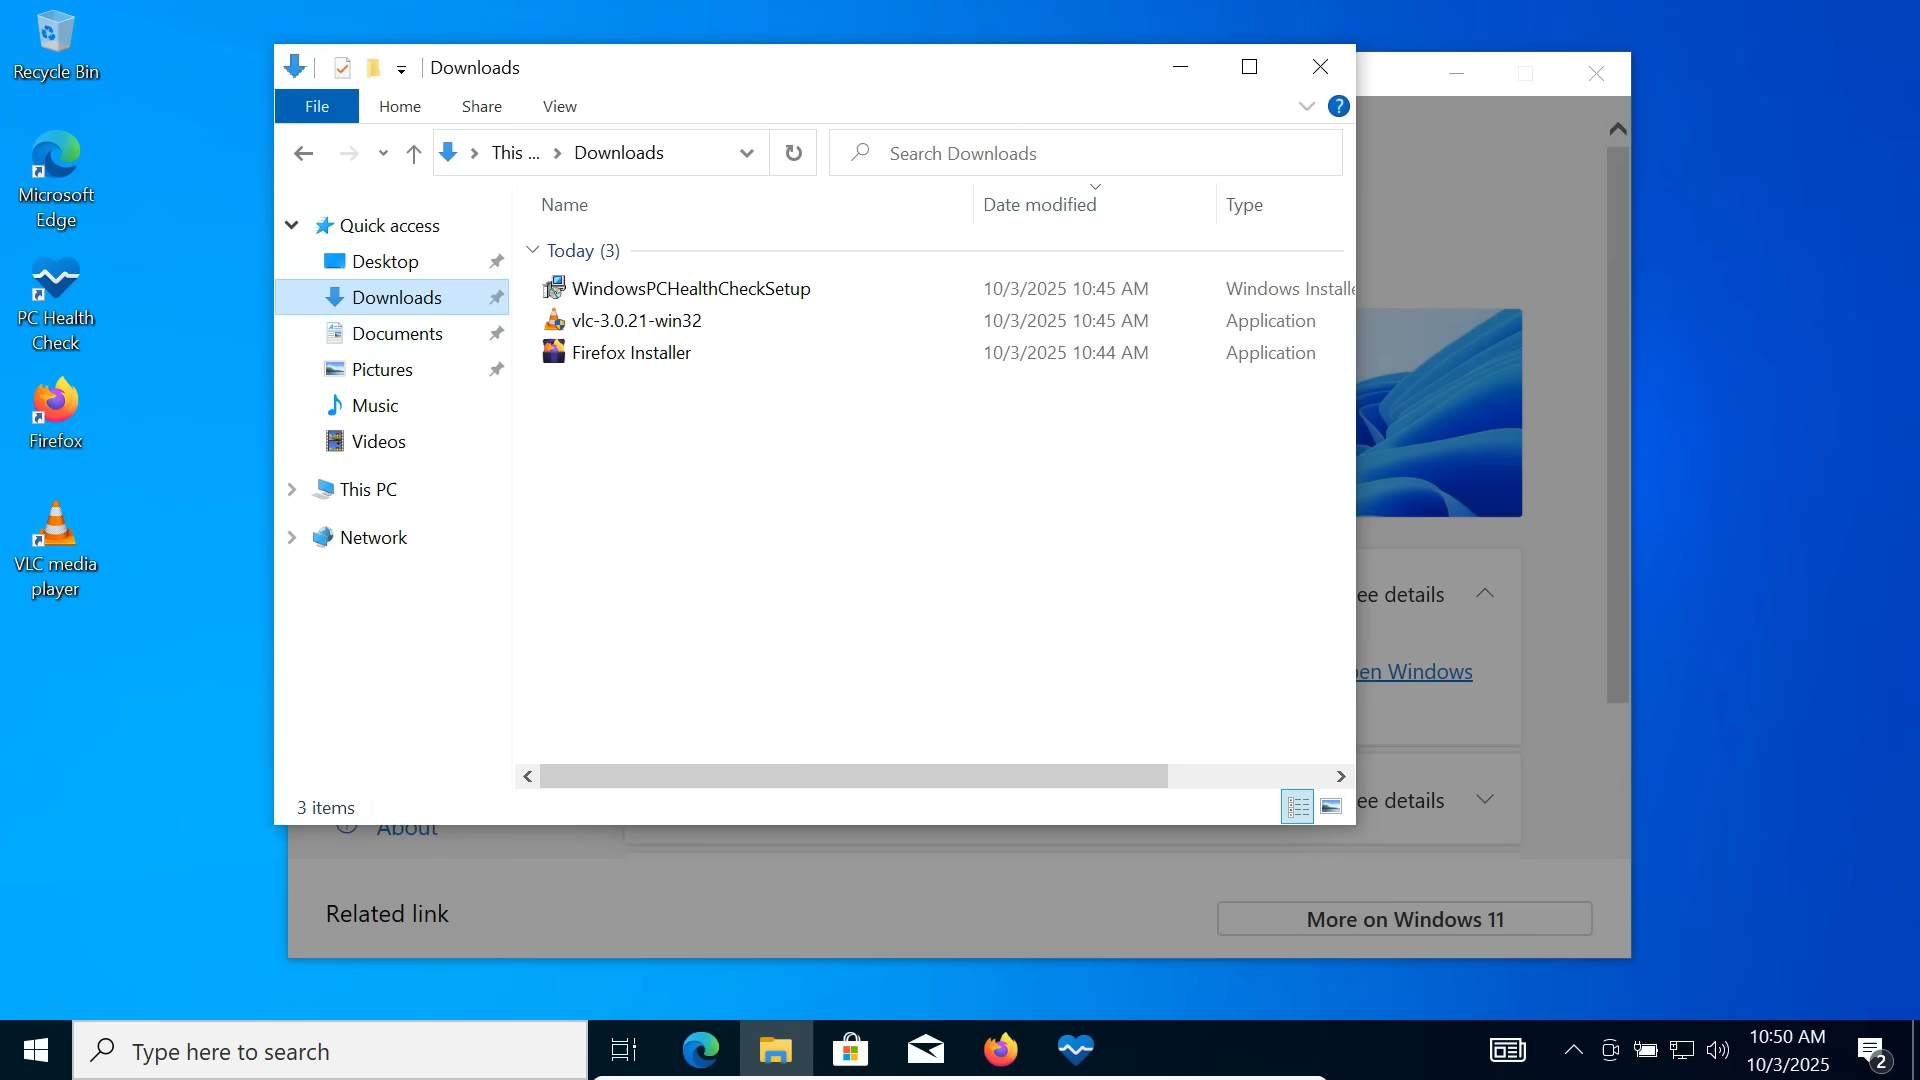 Recycle Bin
Microsoft
Edge
PC Health
Check
Firefox
VLC media
player
Downloads
File
Home
Share
View
?
This ...
Downloads
Search Downloads
Name
Date modified
Type
Quick access
Desktop
Downloads
Documents
Pictures
Music
Videos
This PC
Network
Today (3)
WindowsPCHealthCheckSetup
10/3/2025 10:45 AM
Windows Installe
vlc-3.0.21-win32
10/3/2025 10:45 AM
Application
Firefox Installer
10/3/2025 10:44 AM
Application
3 items
ee details
pen Windows
ee details
About
Related link
More on Windows 11
Type here to search
10:50 AM
10/3/2025
2